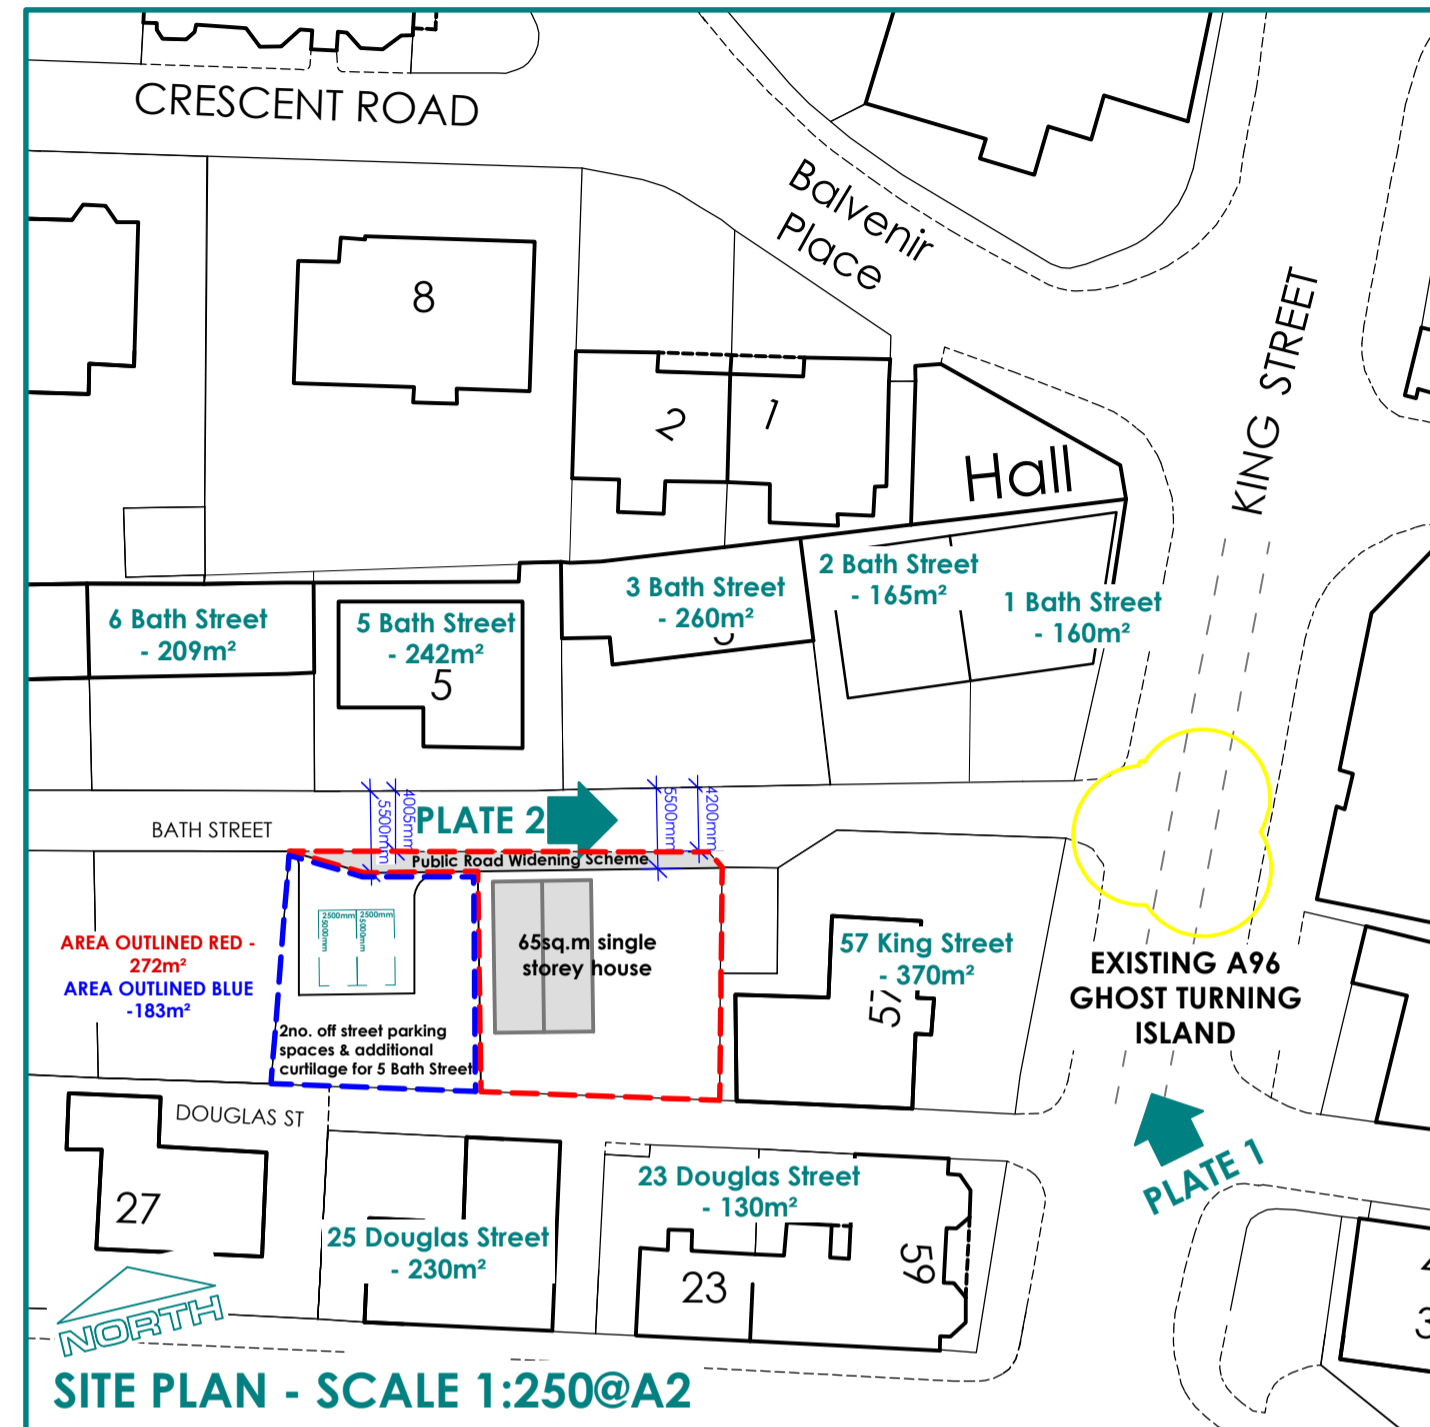 CRESCENT ROAD
Balvenir
Place
8
2
1
Hall
KING STREET
6 Bath Street
- 209m²
5 Bath Street
- 242m²
5
3 Bath Street
- 260m²
2 Bath Street
- 165m²
1 Bath Street
- 160m²
BATH STREET
5500mm
4005mm
PLATE 2
5500mm
4200mm
Public Road Widening Scheme
2500mm
2500mm
5000mm
5000mm
AREA OUTLINED RED -
272m²
AREA OUTLINED BLUE
-183m²
65sq.m single
storey house
2no. off street parking
spaces & additional
curtilage for 5 Bath Street
57 King Street
- 370m²
57
EXISTING A96
GHOST TURNING
ISLAND
PLATE 1
DOUGLAS ST
27
25 Douglas Street
- 230m²
23 Douglas Street
- 130m²
23
59
NORTH
SITE PLAN - SCALE 1:250@A2